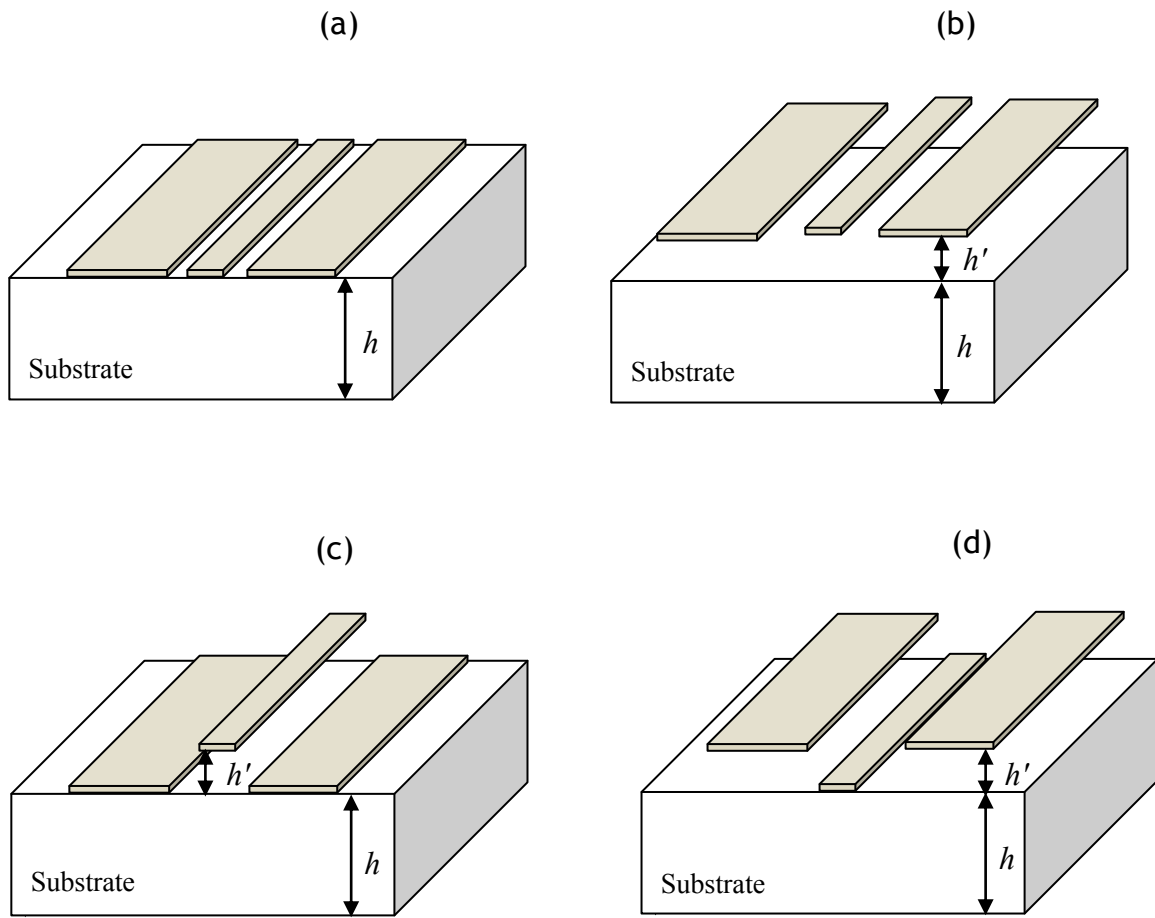 (a)
h
Substrate
(b)
h′
h
Substrate
(c)
h′
h
Substrate
(d)
h′
h
Substrate